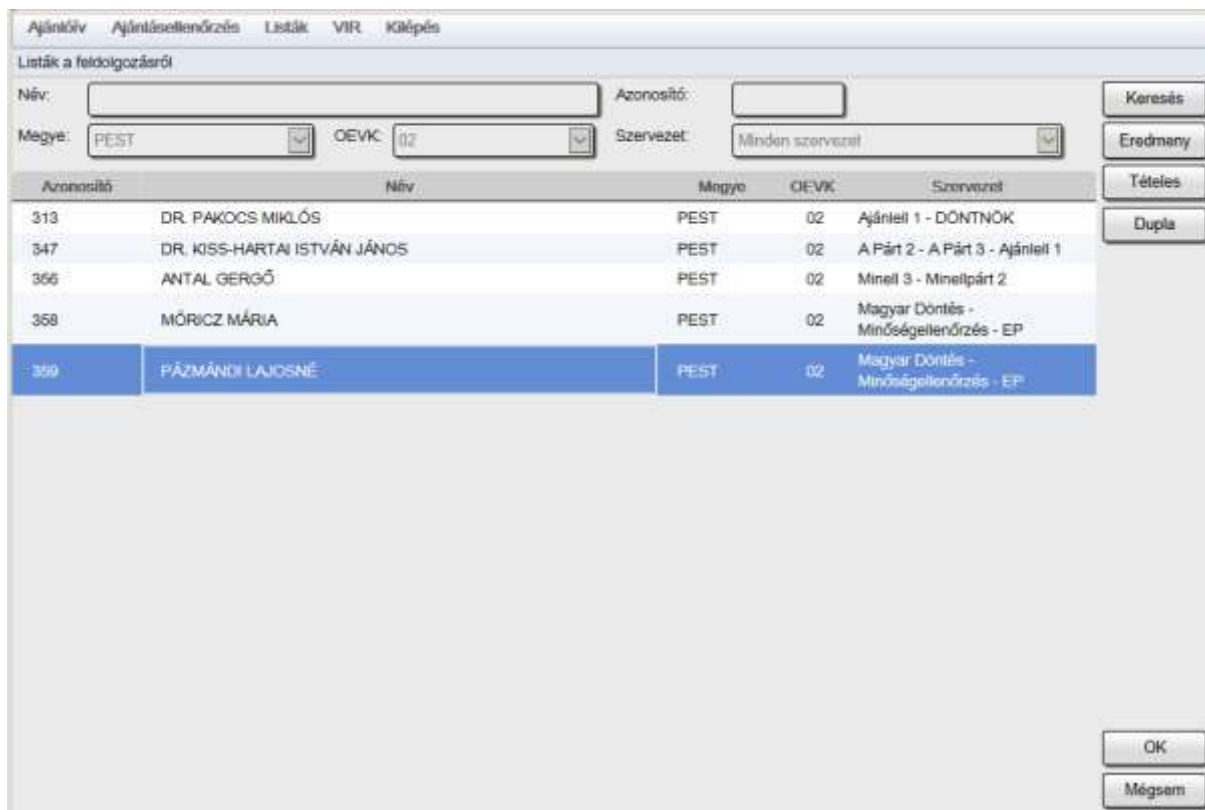 Ajánlóív Ajánlásellenőrzés Listák VIR Kilépés
Listák a feldolgozásról
Név: Azonosító: Keresés
Megye: PEST OEVK: 02 Szervezet: Minden szervezet Eredmeny
Azonosító Név Megye OEVK Szervezet Tételes
313 DR. PAKOCS MIKLÓS PEST 02 Ajánlell 1 - DÖNTNÖK Dupla
347 DR. KISS-HARTAI ISTVÁN JÁNOS PEST 02 A Párt 2 - A Párt 3 - Ajánlell 1
356 ANTAL GERGŐ PEST 02 Minell 3 - Minellpárt 2
358 MÓRICZ MÁRIA PEST 02 Magyar Döntés -
Minőségellenőrzés - EP
359 PÁZMÁNDI LAJOSNÉ PEST 02 Magyar Döntés -
Minőségellenőrzés - EP
OK
Mégsem